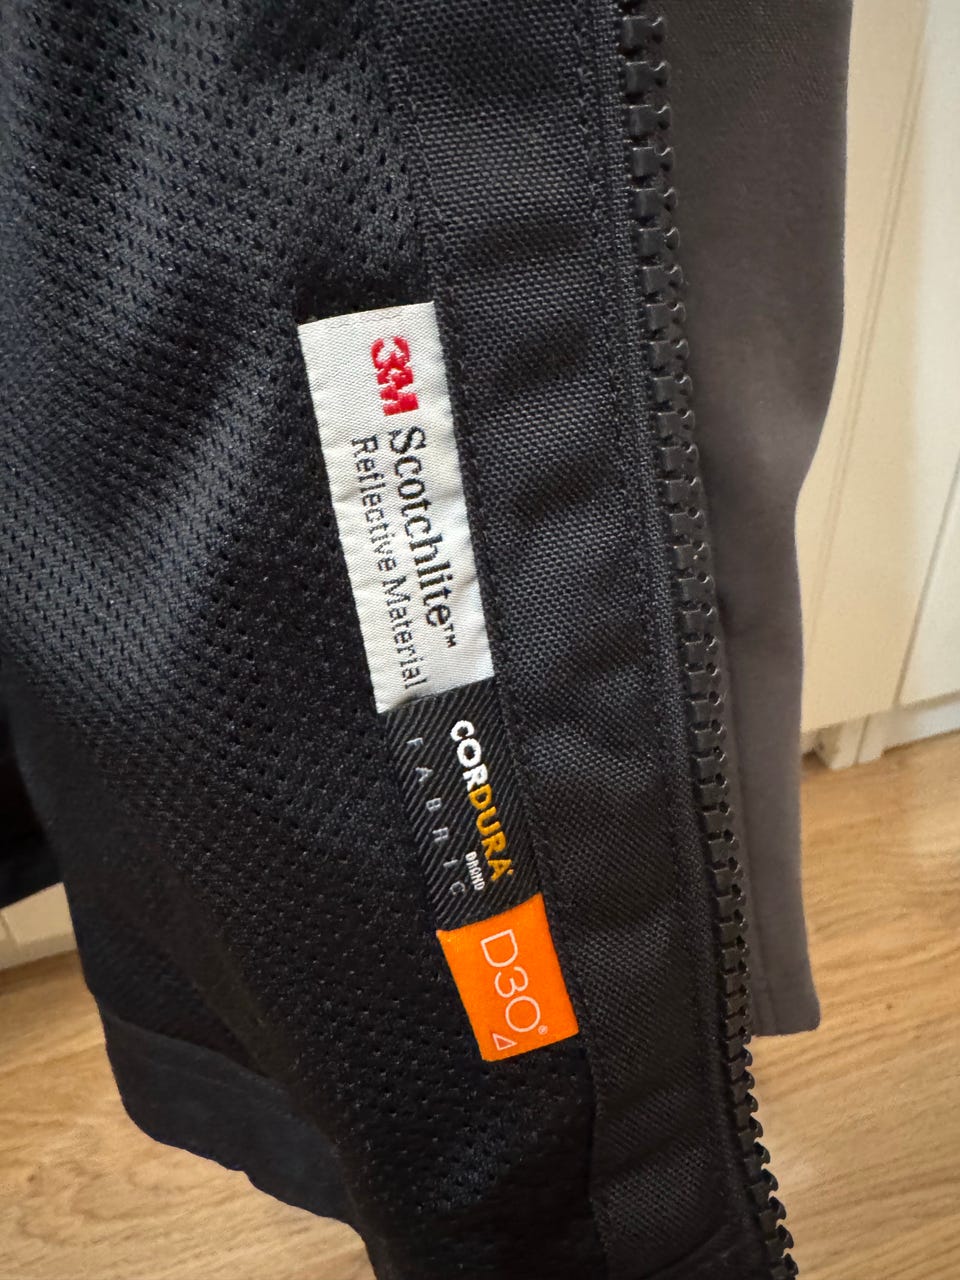 3M
Scotchlite™
Reflective Material
CORDURA
BRAND
FABRIC
D3O®